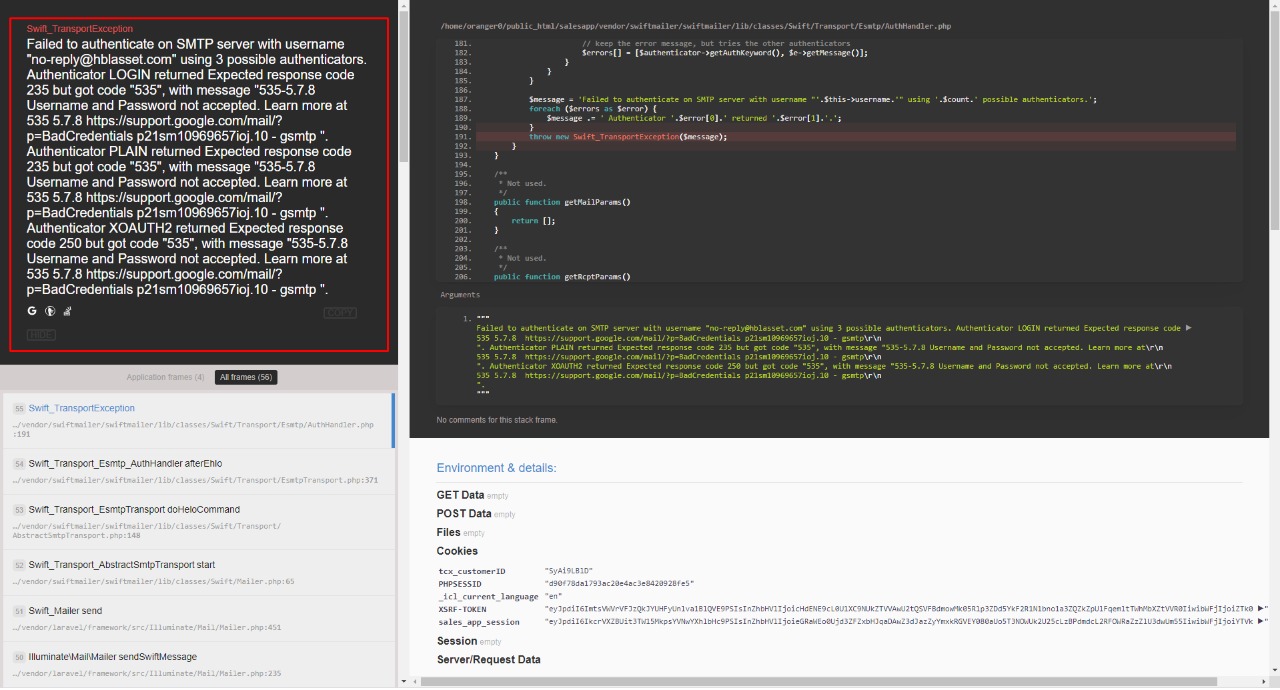 Swift_TransportException
Failed to authenticate on SMTP server with username
"no-reply@hblasset.com" using 3 possible authenticators.
Authenticator LOGIN returned Expected response code
235 but got code "535", with message "535-5.7.8
Username and Password not accepted. Learn more at
535 5.7.8 https://support.google.com/mail/?
p=BadCredentials p21sm10969657ioj.10 - gsmtp ".
Authenticator PLAIN returned Expected response code
235 but got code "535", with message "535-5.7.8
Username and Password not accepted. Learn more at
535 5.7.8 https://support.google.com/mail/?
p=BadCredentials p21sm10969657ioj.10 - gsmtp ".
Authenticator XOAUTH2 returned Expected response
code 250 but got code "535", with message "535-5.7.8
Username and Password not accepted. Learn more at
535 5.7.8 https://support.google.com/mail/?
p=BadCredentials p21sm10969657ioj.10 - gsmtp ".
COPY
HIDE
Application frames (4) All frames (56)
55 Swift_TransportException
…/vendor/swiftmailer/swiftmailer/lib/classes/Swift/Transport/Esmtp/AuthHandler.php
:191
54 Swift_Transport_Esmtp_AuthHandler afterEhlo
…/vendor/swiftmailer/swiftmailer/lib/classes/Swift/Transport/EsmtpTransport.php:371
53 Swift_Transport_EsmtpTransport doHeloCommand
…/vendor/swiftmailer/swiftmailer/lib/classes/Swift/Transport/
AbstractSmtpTransport.php:148
52 Swift_Transport_AbstractSmtpTransport start
…/vendor/swiftmailer/swiftmailer/lib/classes/Swift/Mailer.php:65
51 Swift_Mailer send
…/vendor/laravel/framework/src/Illuminate/Mail/Mailer.php:451
50 Illuminate\Mail\Mailer sendSwiftMessage
…/vendor/laravel/framework/src/Illuminate/Mail/Mailer.php:235
/home/oranger0/public_html/salesapp/vendor/swiftmailer/swiftmailer/lib/classes/Swift/Transport/Esmtp/AuthHandler.php
181. // keep the error message, but tries the other authenticators
182. $errors[] = [$authenticator->getAuthKeyword(), $e->getMessage()];
183. }
184. }
185. }
186.
187. $message = 'Failed to authenticate on SMTP server with username "'.$this->username.'" using '.$count.' possible authenticators.';
188. foreach ($errors as $error) {
189. $message .= ' Authenticator '.$error[0].' returned '.$error[1].'.';
190. }
191. throw new Swift_TransportException($message);
192. }
193. }
194.
195. /**
196. * Not used.
197. */
198. public function getMailParams()
199. {
200. return [];
201. }
202.
203. /**
204. * Not used.
205. */
206. public function getRcptParams()
Arguments
1. """
Failed to authenticate on SMTP server with username "no-reply@hblasset.com" using 3 possible authenticators. Authenticator LOGIN returned Expected response code
535 5.7.8 https://support.google.com/mail/?p=BadCredentials p21sm10969657ioj.10 - gsmtp\r\n
". Authenticator PLAIN returned Expected response code 235 but got code "535", with message "535-5.7.8 Username and Password not accepted. Learn more at\r\n
535 5.7.8 https://support.google.com/mail/?p=BadCredentials p21sm10969657ioj.10 - gsmtp\r\n
". Authenticator XOAUTH2 returned Expected response code 250 but got code "535", with message "535-5.7.8 Username and Password not accepted. Learn more at\r\n
535 5.7.8 https://support.google.com/mail/?p=BadCredentials p21sm10969657ioj.10 - gsmtp\r\n
".
"""
No comments for this stack frame.
Environment & details:
GET Data empty
POST Data empty
Files empty
Cookies
tcx_customerID "SyAi9LB1D"
PHPSESSID "d90f78da1793ac20e4ac3e8420928fe5"
_icl_current_language "en"
XSRF-TOKEN
sales_app_session
Session empty
Server/Request Data